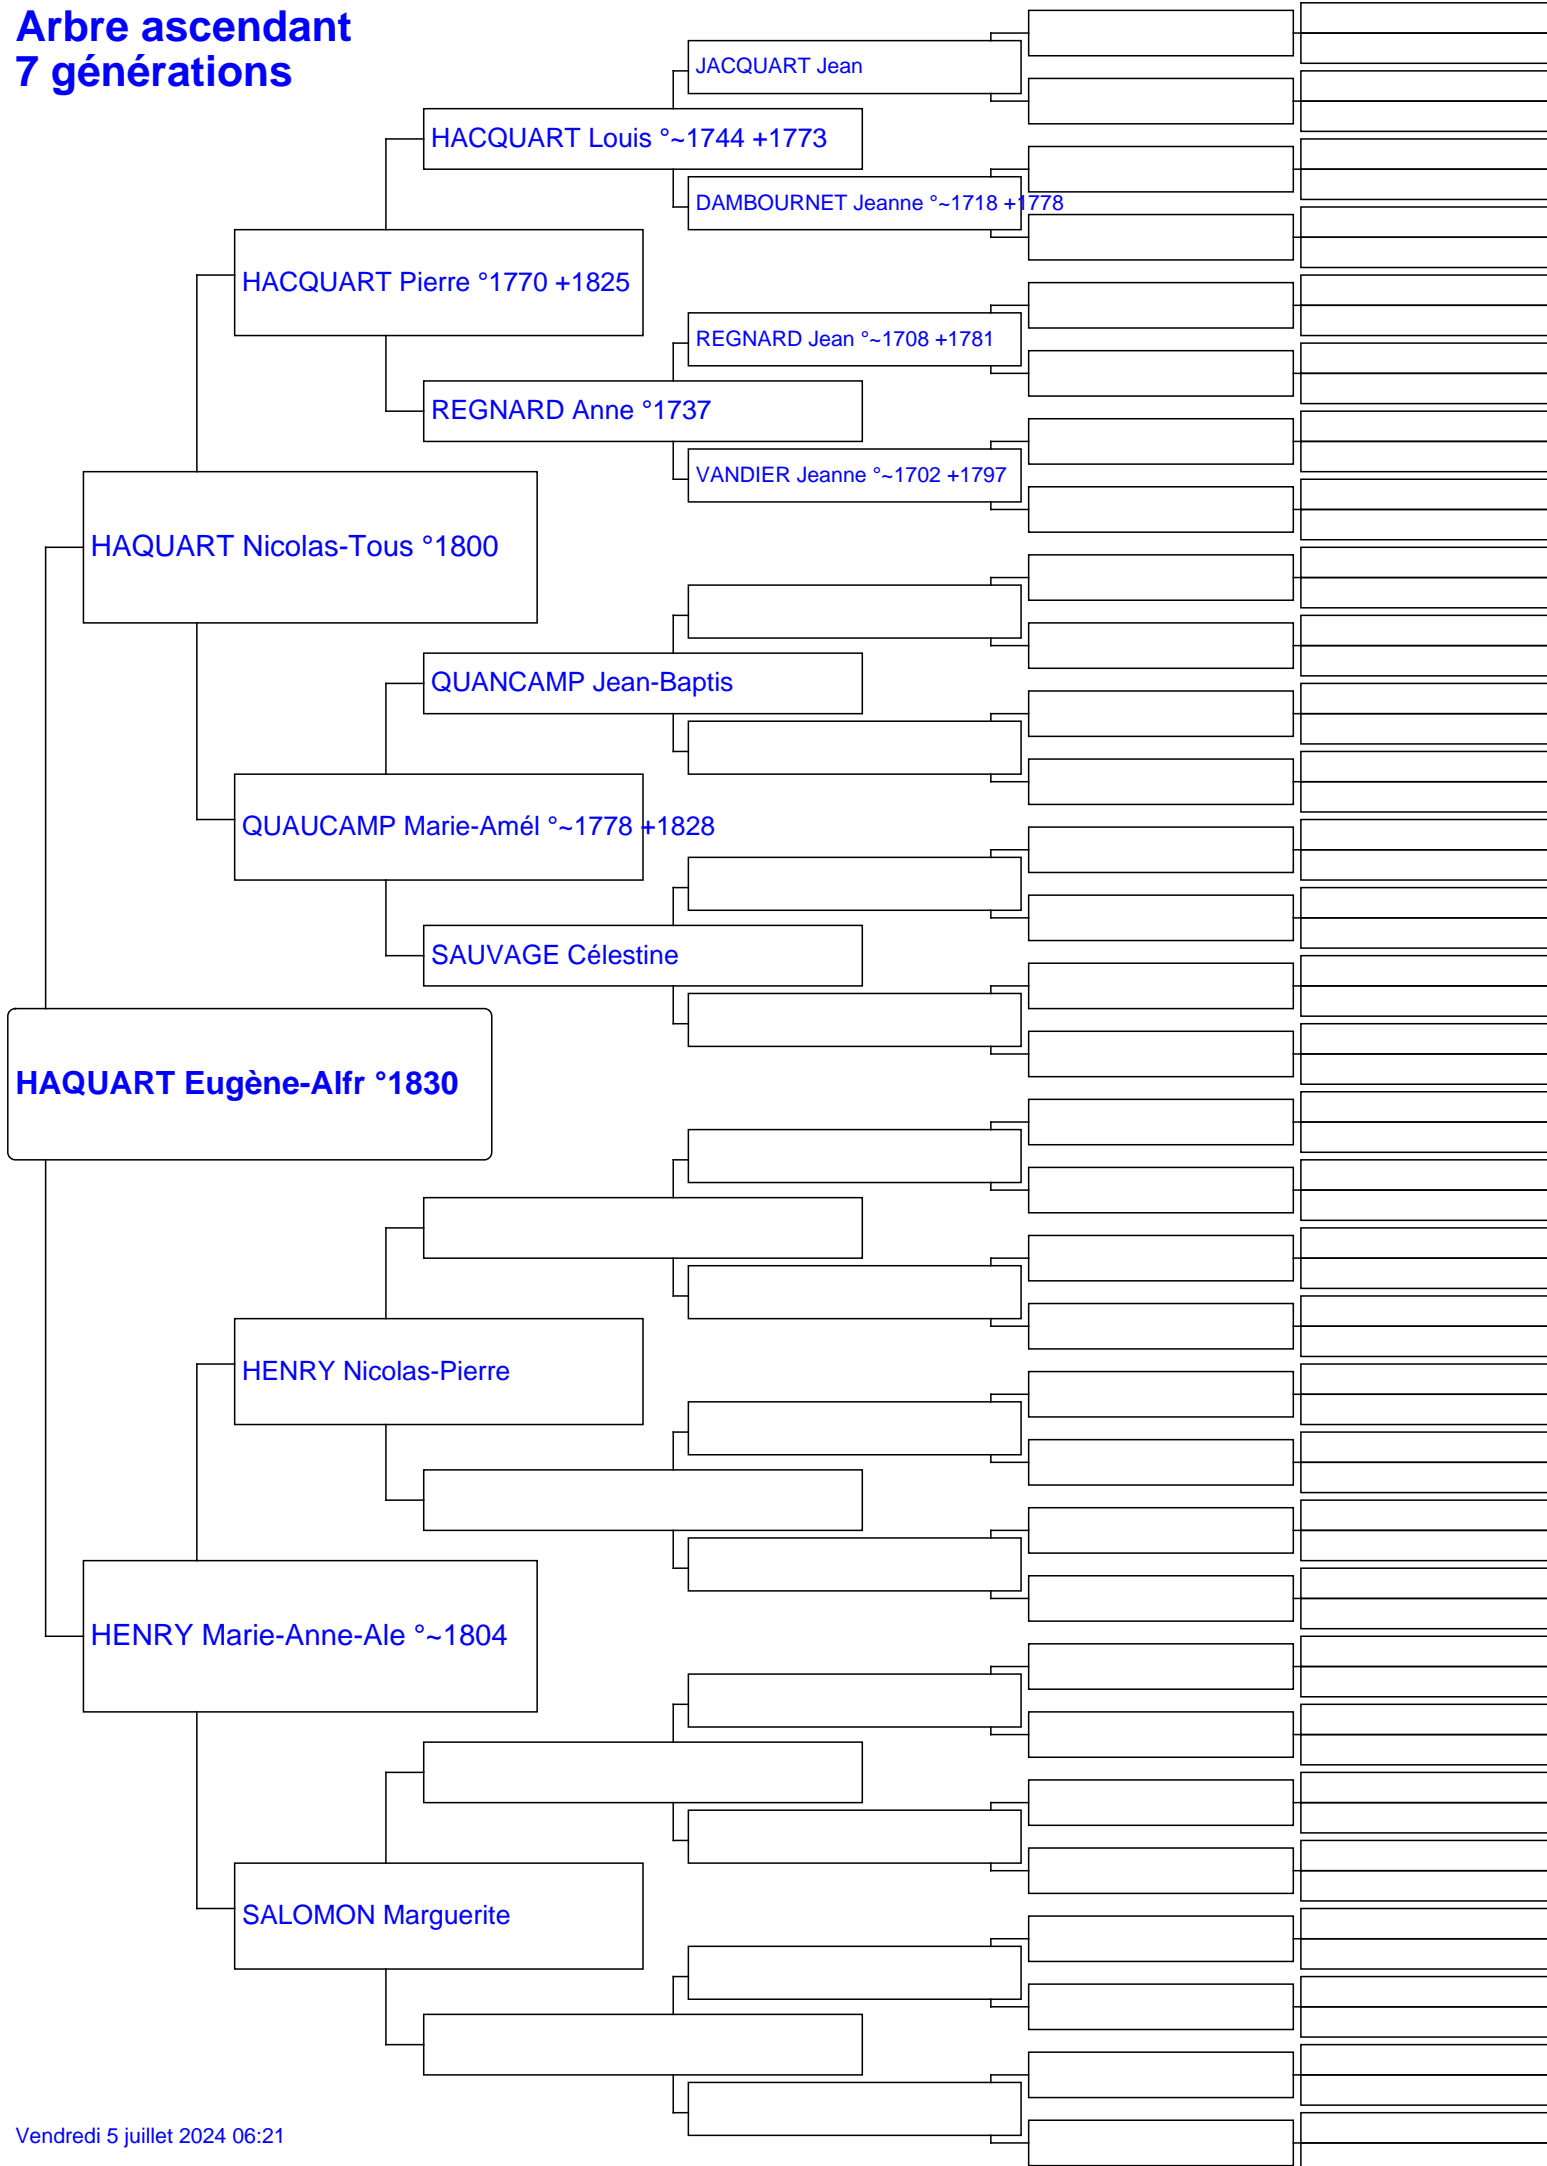 Arbre ascendant
7 générations
JACQUART Jean
HACQUART Louis °~1744 +1773
DAMBOURNET Jeanne °~1718 +1778
HACQUART Pierre °1770 +1825
REGNARD Jean °~1708 +1781
REGNARD Anne °1737
VANDIER Jeanne °~1702 +1797
HAQUART Nicolas-Tous °1800
QUANCAMP Jean-Baptis
QUAUCAMP Marie-Amél °~1778 +1828
SAUVAGE Célestine
HAQUART Eugène-Alfr °1830
HENRY Nicolas-Pierre
HENRY Marie-Anne-Ale °~1804
SALOMON Marguerite
Vendredi 5 juillet 2024 06:21